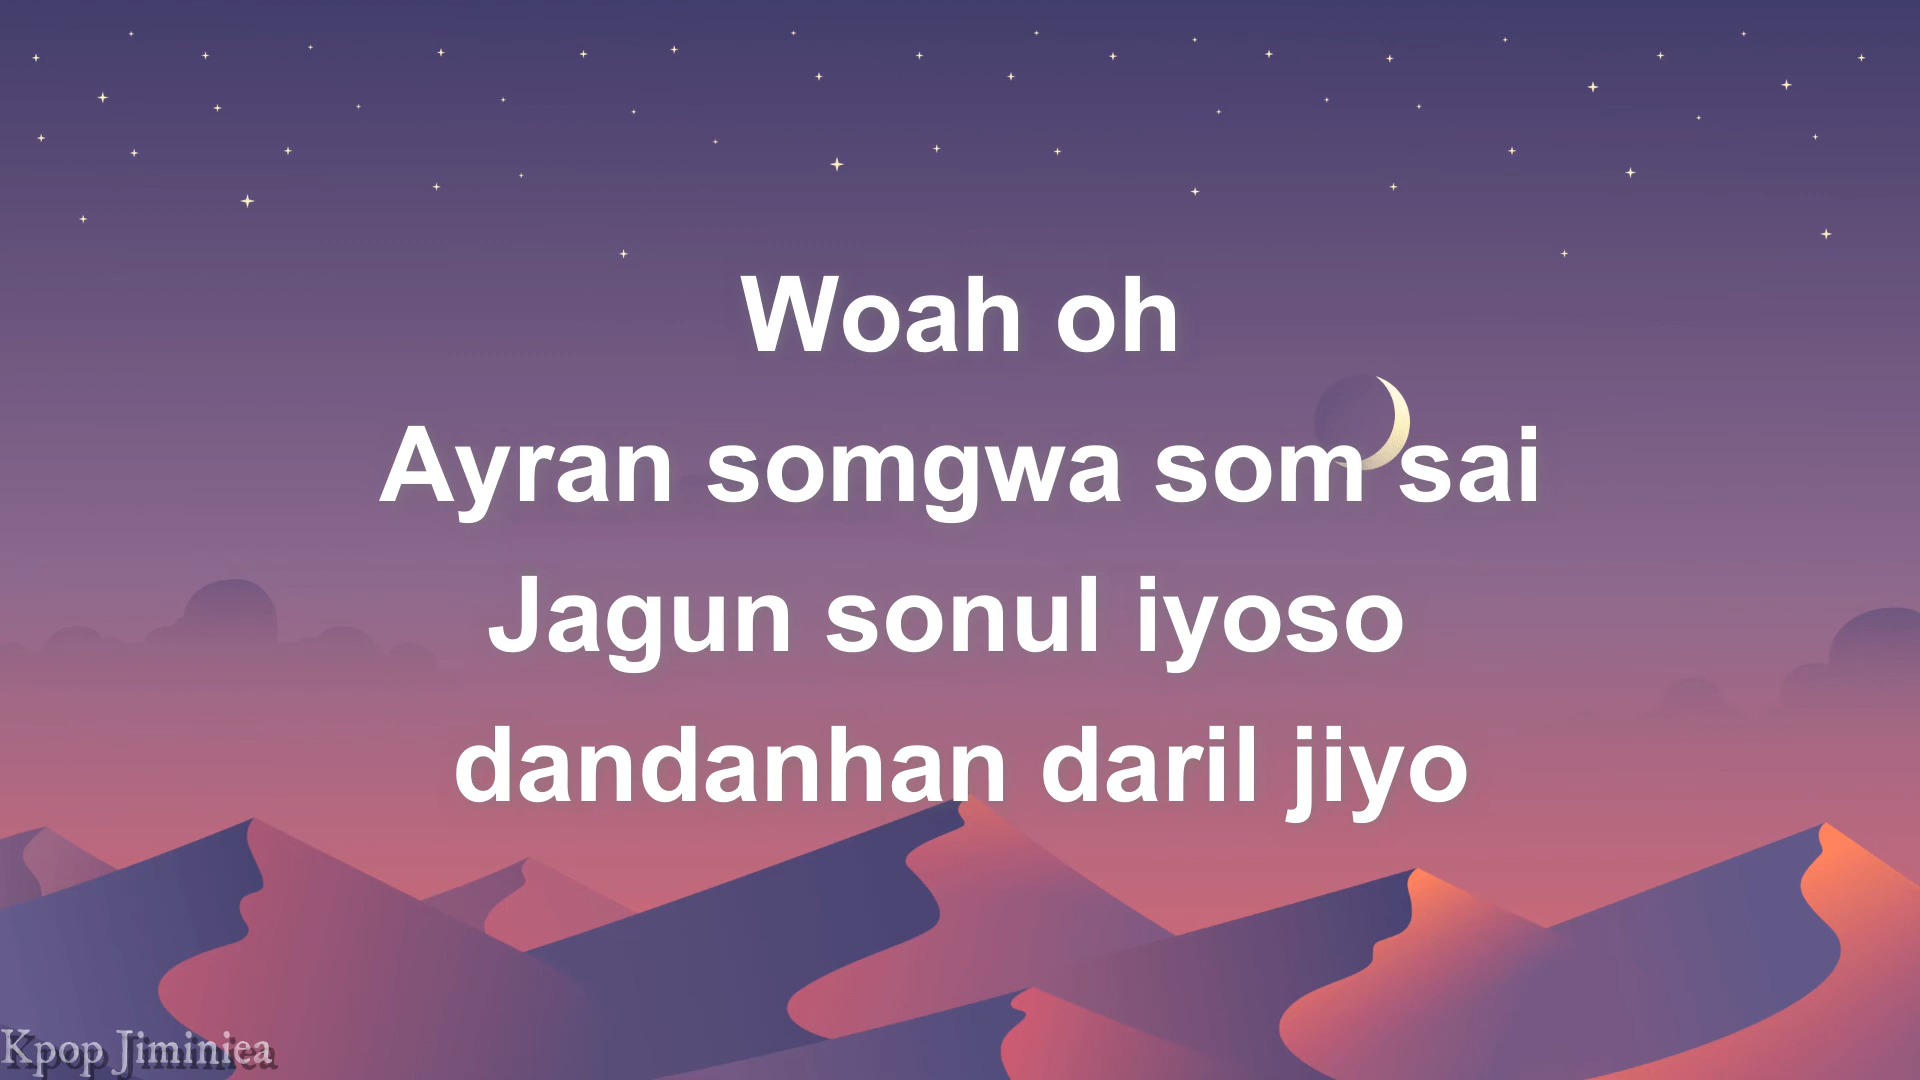 Woah oh
Ayran somgwa som sai
Jagun sonul iyoso
dandanhan daril jiyo
Kpop Jiminiea